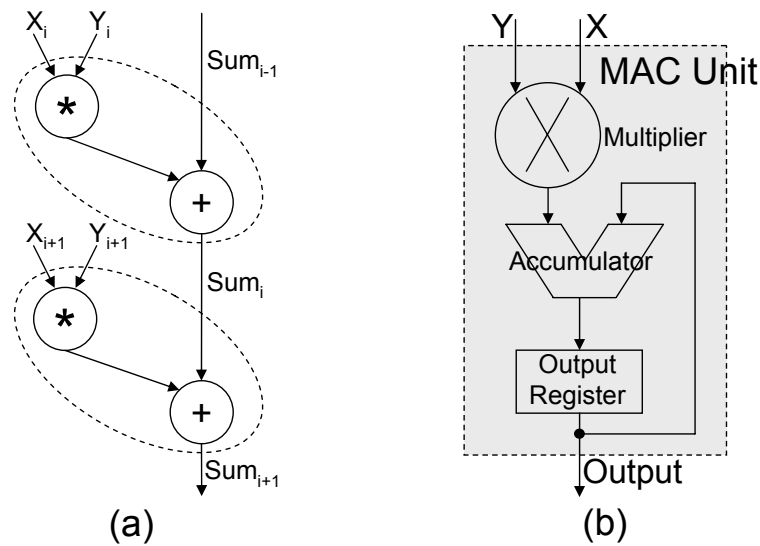 Xi Yi
Sumi-1
*
+
Xi+1 Yi+1
Sumi
*
+
Sumi+1
(a)
Y X
MAC Unit
Multiplier
Accumulator
Output
Register
Output
(b)